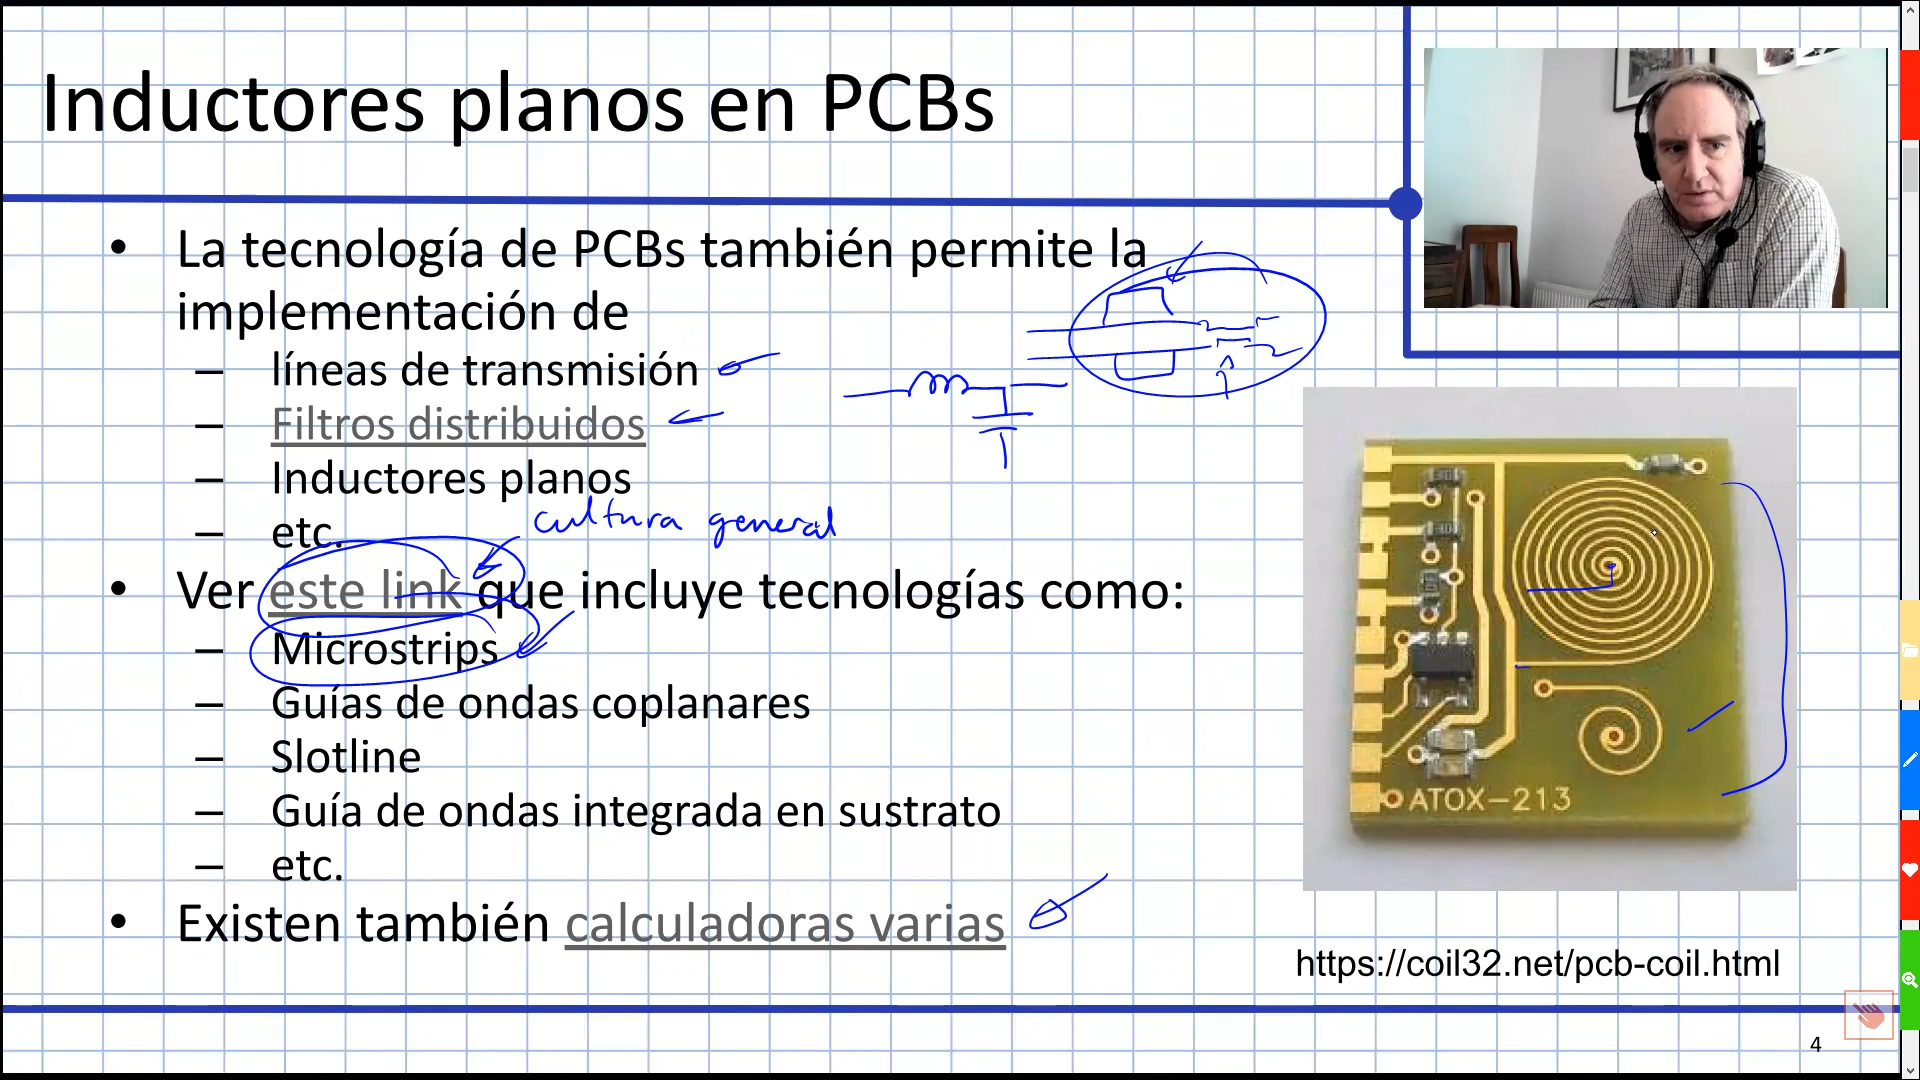 Inductores planos en PCBs
• La tecnología de PCBs también permite la
implementación de
– líneas de transmisión
– Filtros distribuidos
– Inductores planos
– etc.
cultura general
• Ver este link que incluye tecnologías como:
– Microstrips
– Guías de ondas coplanares
– Slotline
– Guía de ondas integrada en sustrato
– etc.
• Existen también calculadoras varias
ATOX-213
https://coil32.net/pcb-coil.html
4